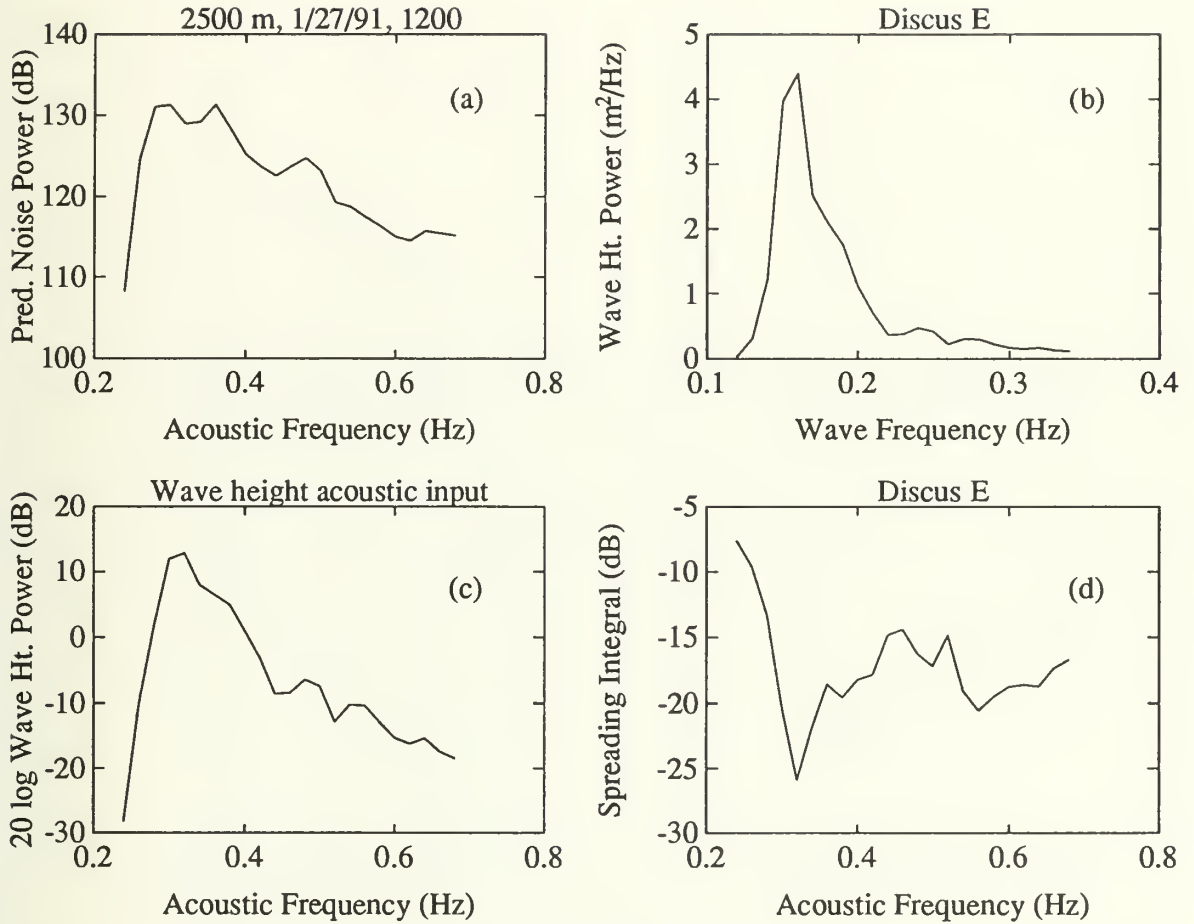 2500 m, 1/27/91, 1200
Pred. Noise Power (dB)
140
130
120
110
100
(a)
0.2 0.4 0.6 0.8
Acoustic Frequency (Hz)
Discus E
Wave Ht. Power (m²/Hz)
5
4
3
2
1
0
(b)
0.1 0.2 0.3 0.4
Wave Frequency (Hz)
Wave height acoustic input
20 log Wave Ht. Power (dB)
20
10
0
-10
-20
-30
(c)
0.2 0.4 0.6 0.8
Acoustic Frequency (Hz)
Discus E
Spreading Integral (dB)
-5
-10
-15
-20
-25
-30
(d)
0.2 0.4 0.6 0.8
Acoustic Frequency (Hz)